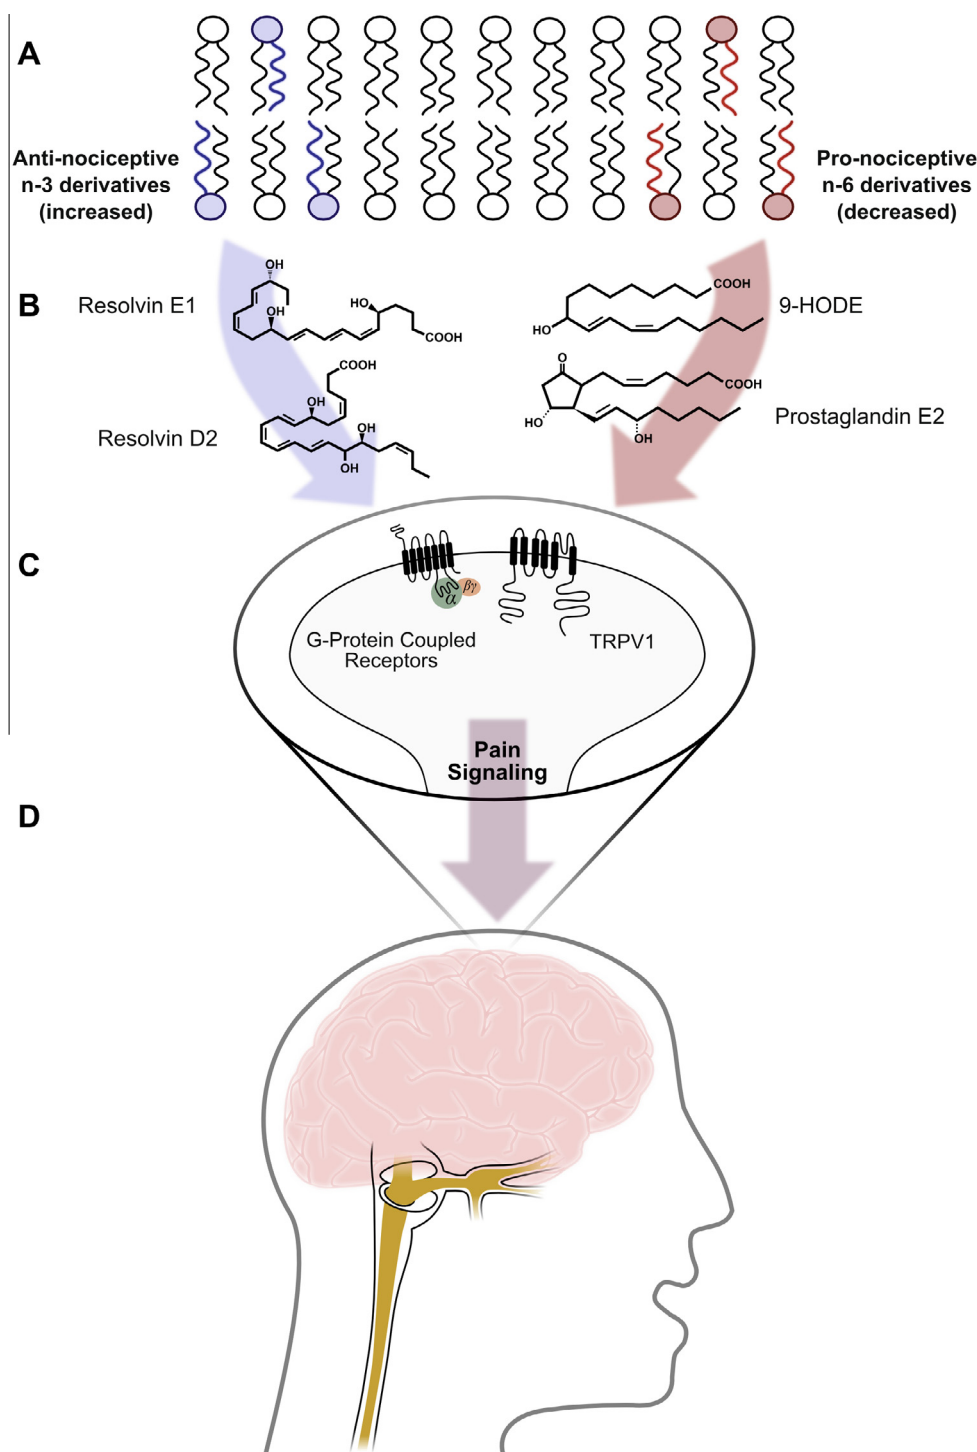 A
Anti-nociceptive
n-3 derivatives
(increased)
Pro-nociceptive
n-6 derivatives
(decreased)
B
Resolvin E1
OH
OH
HO
COOH
COOH
HO
9-HODE
Resolvin D2
COOH
OH
OH
OH
O
COOH
HO
OH
Prostaglandin E2
C
α
βγ
G-Protein Coupled
Receptors
TRPV1
Pain
Signaling
D